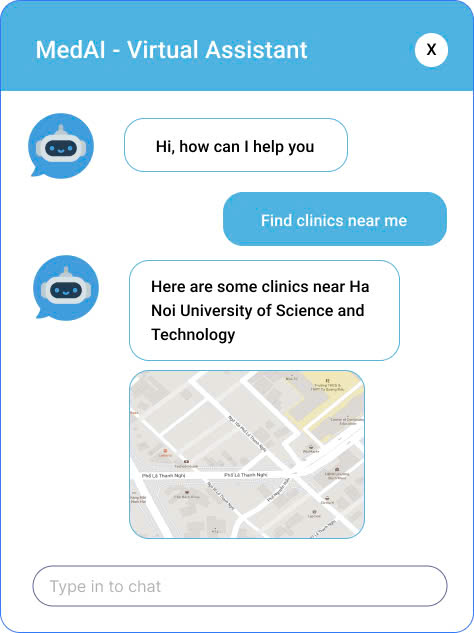 MedAI - Virtual Assistant
X
Hi, how can I help you
Find clinics near me
Here are some clinics near Ha
Noi University of Science and
Technology
Phố Lê Thanh Nghị
Phố Lê Thanh Nghị
Type in to chat